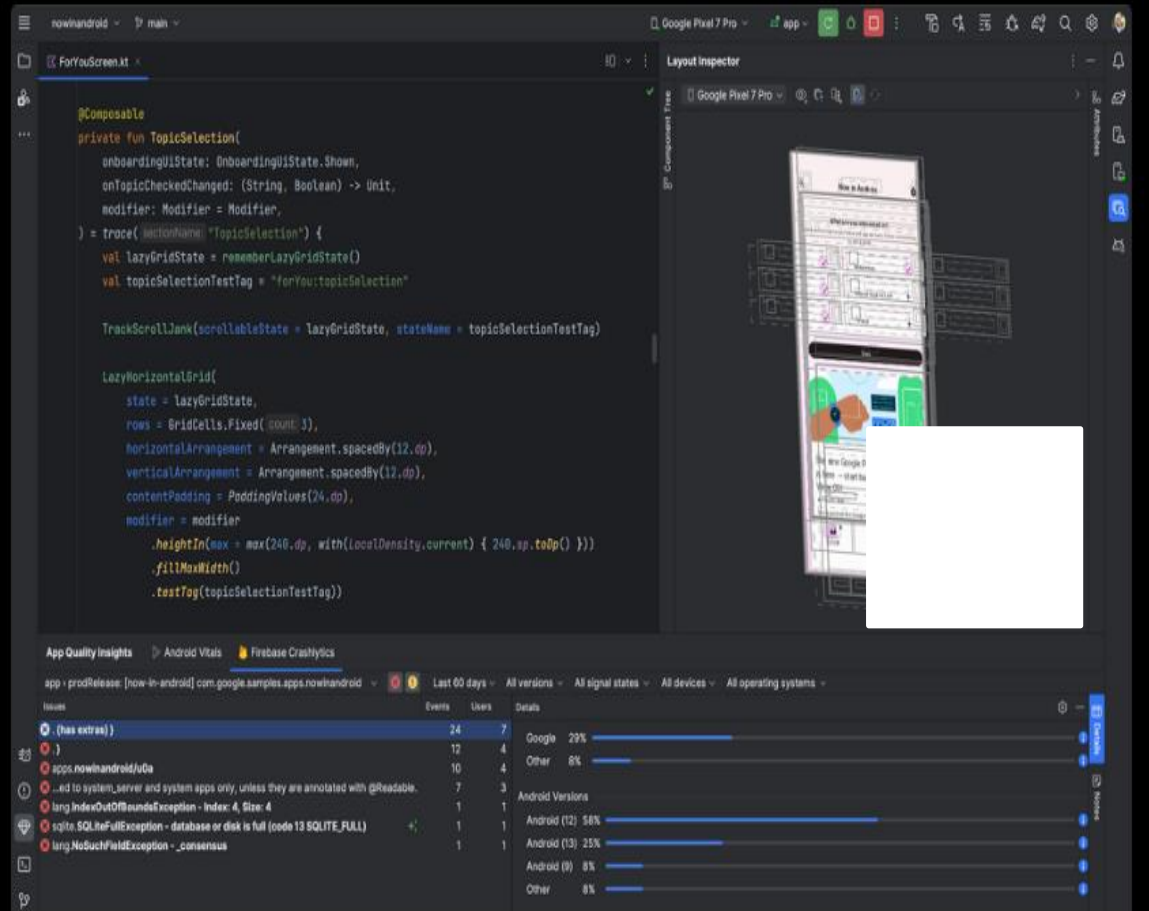 nowinandroid main Google Pixel 7 Pro app
ForYouScreen.kt
Layout Inspector
Google Pixel 7 Pro
Component Tree
Attributes
@Composable
private fun TopicSelection(
onboardingUiState: OnboardingUiState.Shown,
onTopicCheckedChanged: (String, Boolean) -> Unit,
modifier: Modifier = Modifier,
) = trace( sectionName: "TopicSelection") {
val lazyGridState = rememberLazyGridState()
val topicSelectionTestTag = "forYou:topicSelection"
TrackScrollJank(scrollableState = lazyGridState, stateName = topicSelectionTestTag)
LazyHorizontalGrid(
state = lazyGridState,
rows = GridCells.Fixed( count: 3),
horizontalArrangement = Arrangement.spacedBy(12.dp),
verticalArrangement = Arrangement.spacedBy(12.dp),
contentPadding = PaddingValues(24.dp),
modifier = modifier
.heightIn(max = max(240.dp, with(LocalDensity.current) { 240.sp.toDp() }))
.fillMaxWidth()
.testTag(topicSelectionTestTag))
Now in Android
App Quality Insights Android Vitals Firebase Crashlytics
app › prodRelease: [now-in-android] com.google.samples.apps.nowinandroid Last 60 days All versions All signal states All devices All operating systems
Issues Events Users Details
. (has extras) } 24 7
.} 12 4
apps.nowinandroid/u0a 10 4
...ed to system_server and system apps only, unless they are annotated with @Readable. 7 3
lang.IndexOutOfBoundsException - Index: 4, Size: 4 1 1
sqlite.SQLiteFullException - database or disk is full (code 13 SQLITE_FULL) 1 1
lang.NoSuchFieldException - _consensus 1 1
Google 29%
Other 8%
Android Versions
Android (12) 58%
Android (13) 25%
Android (9) 8%
Other 8%
Details
Notes